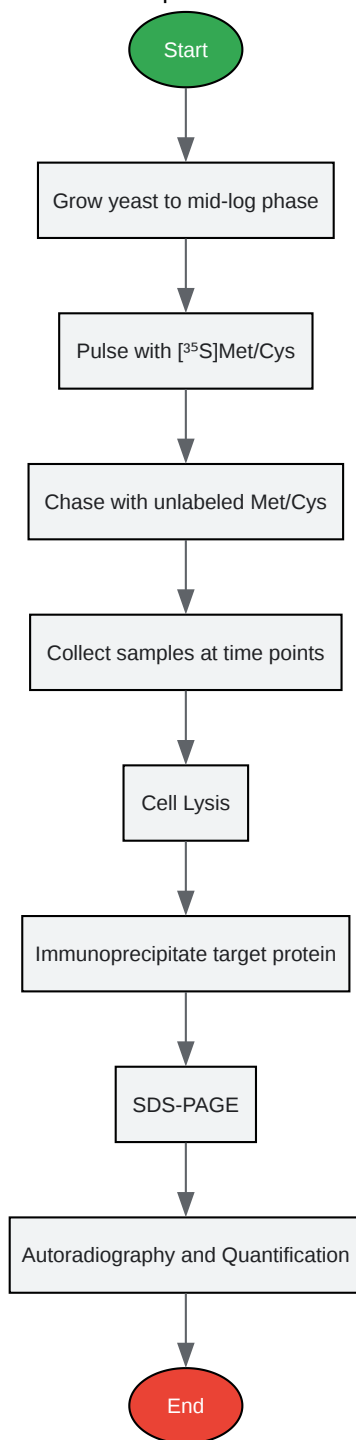 Start
Grow yeast to mid-log phase
Pulse with [³⁵S]Met/Cys
Chase with unlabeled Met/Cys
Collect samples at time points
Cell Lysis
Immunoprecipitate target protein
SDS-PAGE
Autoradiography and Quantification
End